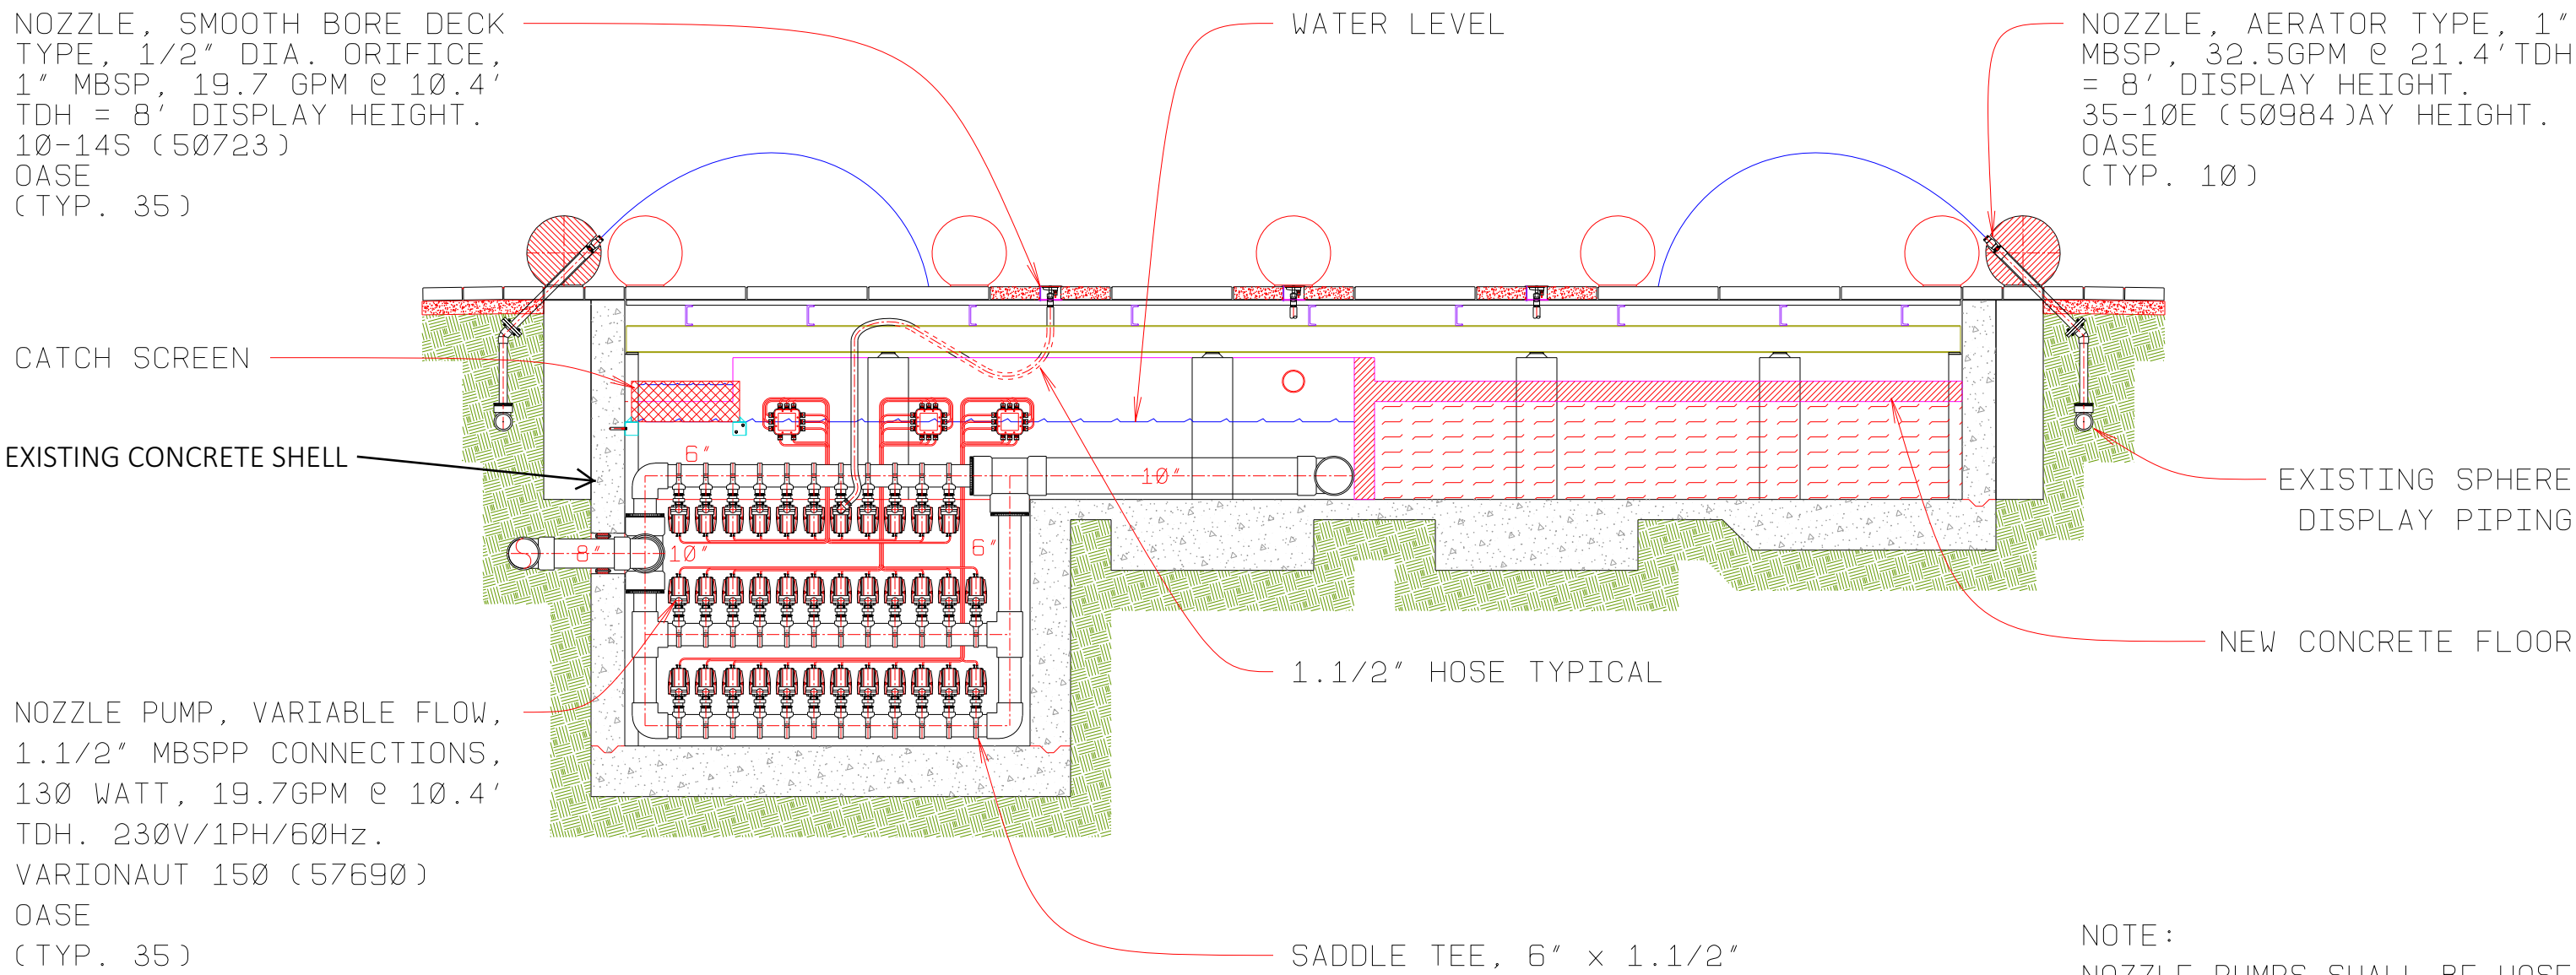 NOZZLE, SMOOTH BORE DECK
TYPE, 1/2" DIA. ORIFICE,
1" MBSP, 19.7 GPM @ 10.4'
TDH = 8' DISPLAY HEIGHT.
10-14S (50723)
OASE
(TYP. 35)
WATER LEVEL
NOZZLE, AERATOR TYPE, 1"
MBSP, 32.5GPM @ 21.4'TDH
= 8' DISPLAY HEIGHT.
35-10E (50984)AY HEIGHT.
OASE
(TYP. 10)
CATCH SCREEN
EXISTING CONCRETE SHELL
6"
10"
8"
10"
6"
EXISTING SPHERE
DISPLAY PIPING
NEW CONCRETE FLOOR
1.1/2" HOSE TYPICAL
NOZZLE PUMP, VARIABLE FLOW,
1.1/2" MBSPP CONNECTIONS,
130 WATT, 19.7GPM @ 10.4'
TDH. 230V/1PH/60Hz.
VARIONAUT 150 (57690)
OASE
(TYP. 35)
SADDLE TEE, 6" x 1.1/2"
NOTE:
NOZZLE PUMPS SHALL BE HOSE